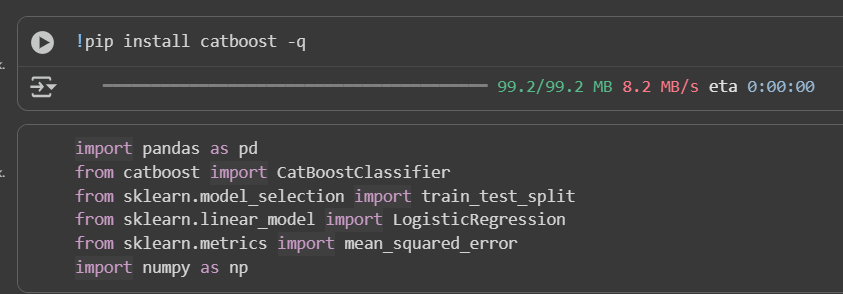 !pip install catboost -q
99.2/99.2 MB 8.2 MB/s eta 0:00:00
import pandas as pd
from catboost import CatBoostClassifier
from sklearn.model_selection import train_test_split
from sklearn.linear_model import LogisticRegression
from sklearn.metrics import mean_squared_error
import numpy as np